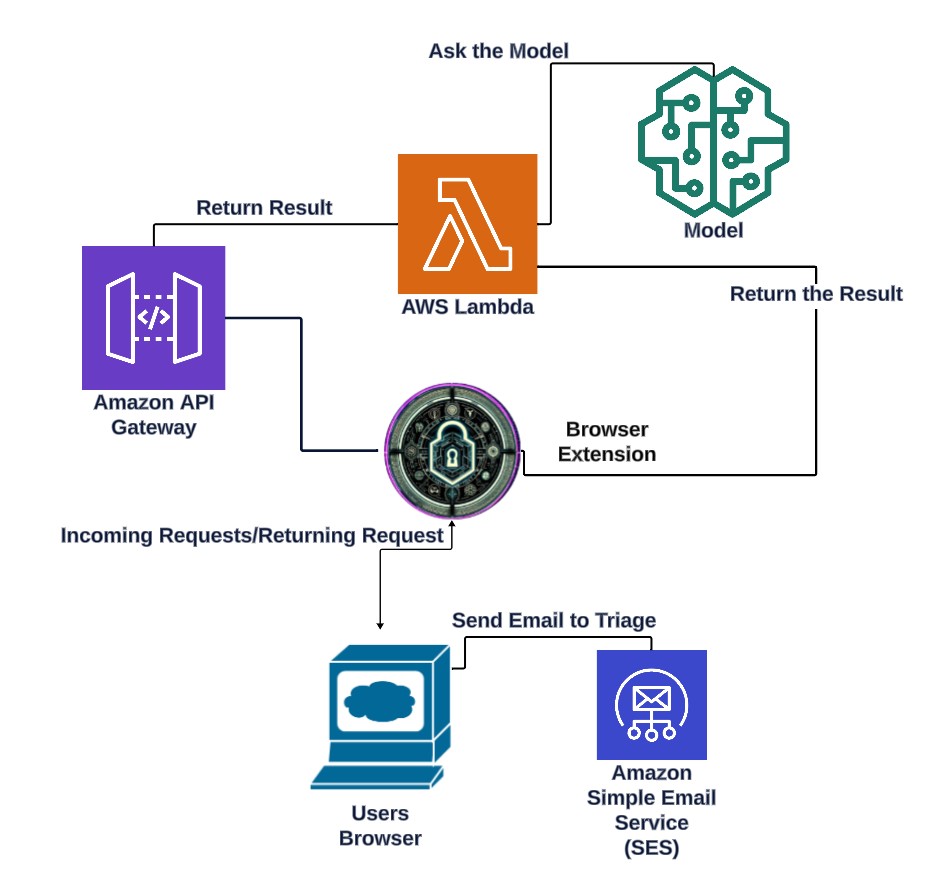 Ask the Model
Model
Return Result
AWS Lambda
Return the Result
</>
Amazon API
Gateway
Browser
Extension
Incoming Requests/Returning Request
Send Email to Triage
Users
Browser
Amazon
Simple Email
Service
(SES)